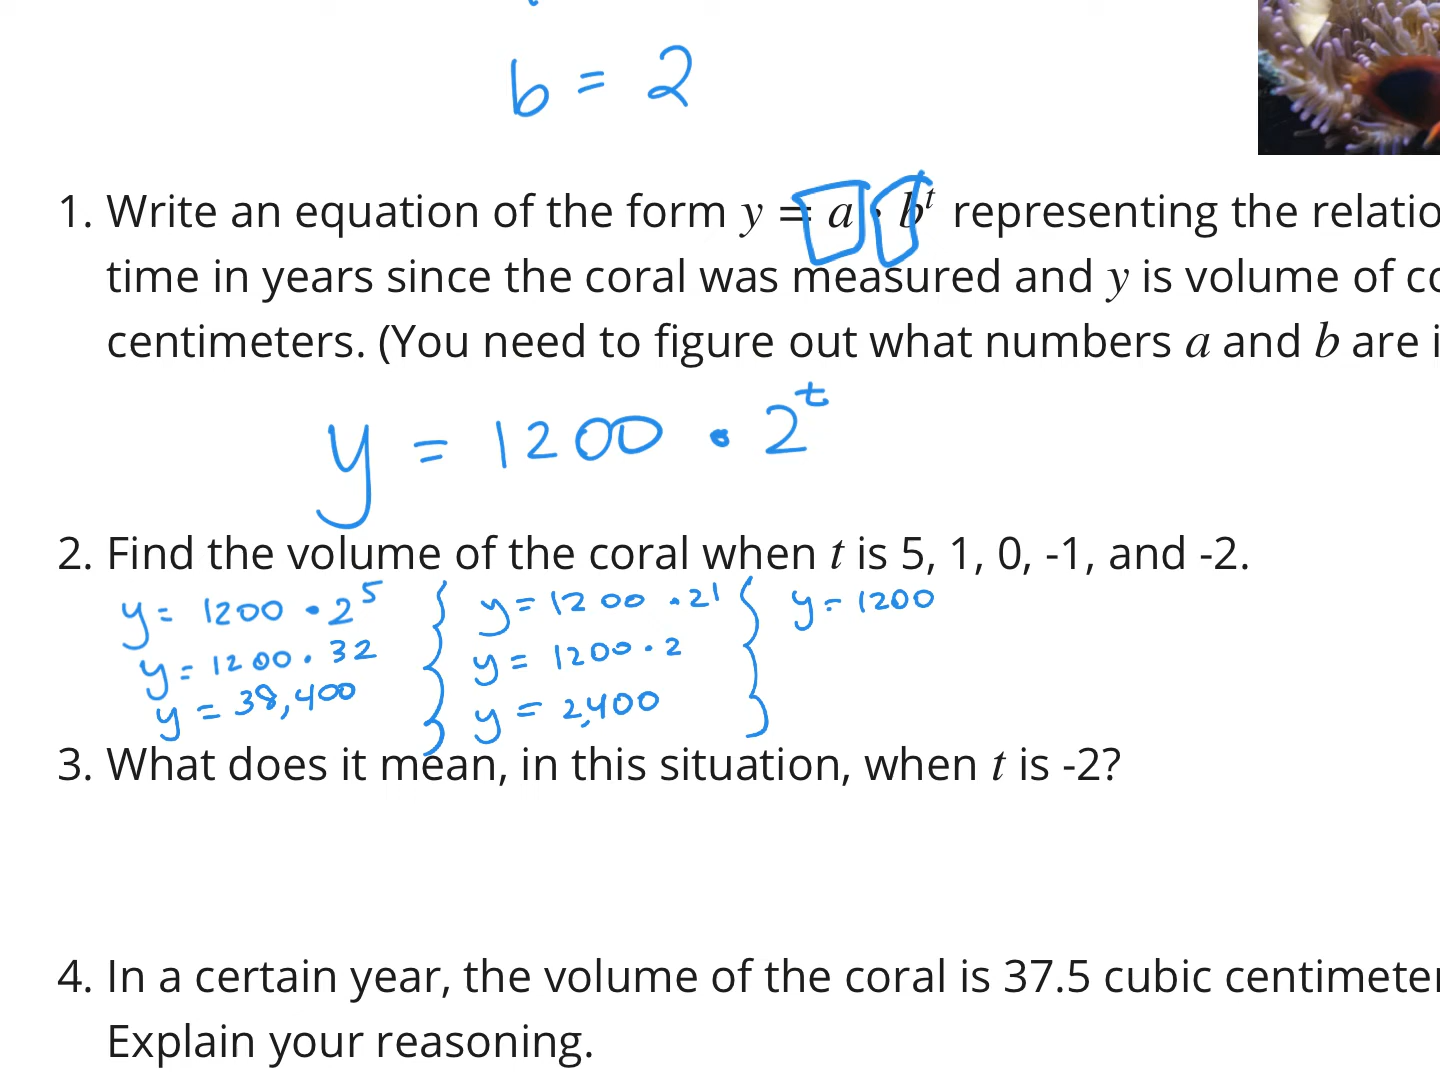 b = 2
1. Write an equation of the form y = a · b^t representing the relatio
time in years since the coral was measured and y is volume of co
centimeters. (You need to figure out what numbers a and b are i
y = 1200 · 2^t
2. Find the volume of the coral when t is 5, 1, 0, -1, and -2.
y = 1200 · 2^5
y = 1200 · 32
y = 38,400
y = 1200 · 2^1
y = 1200 · 2
y = 2,400
y = 1200
3. What does it mean, in this situation, when t is -2?
4. In a certain year, the volume of the coral is 37.5 cubic centimeter
Explain your reasoning.